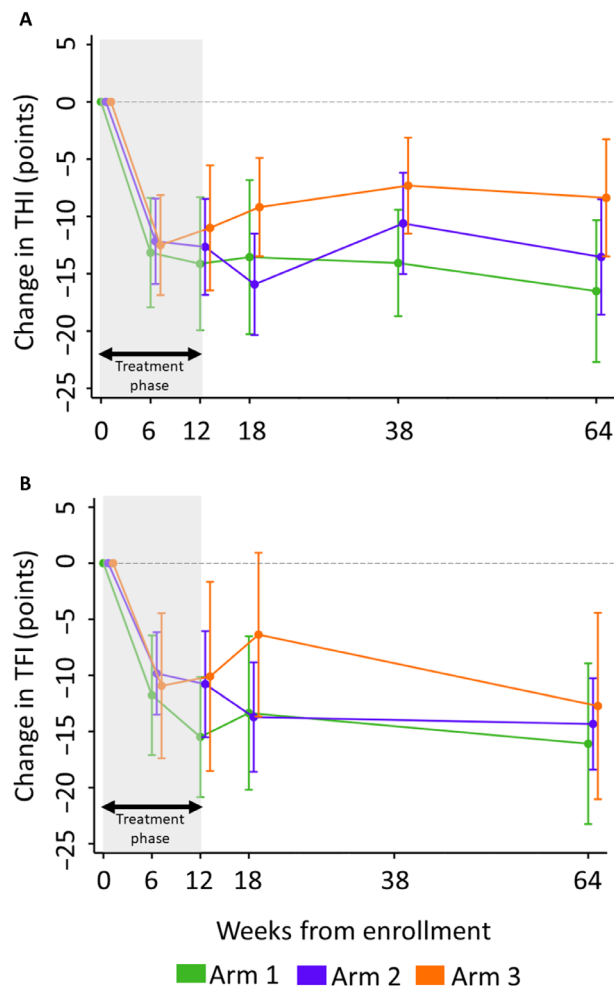 A
Change in THI (points)
5
0
−5
−10
−15
−20
−25
Treatment
phase
0 6 12 18 38 64
B
Change in TFI (points)
5
0
−5
−10
−15
−20
−25
Treatment
phase
0 6 12 18 38 64
Weeks from enrollment
Arm 1 Arm 2 Arm 3